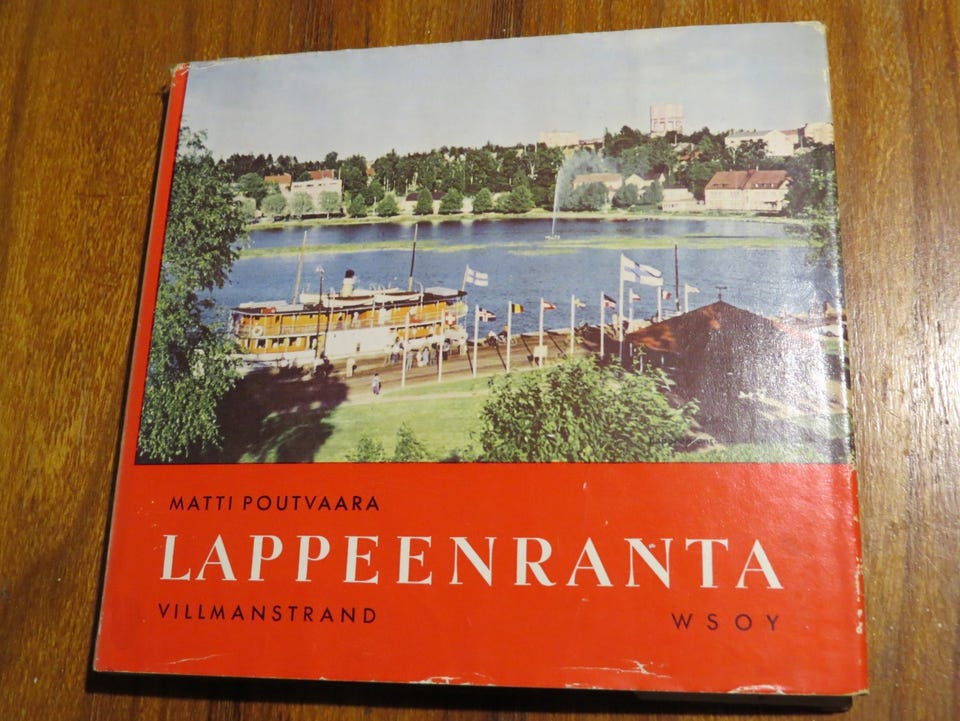 MATTI POUTVAARA
LAPPEENRANTA
VILLMANSTRAND
WSOY